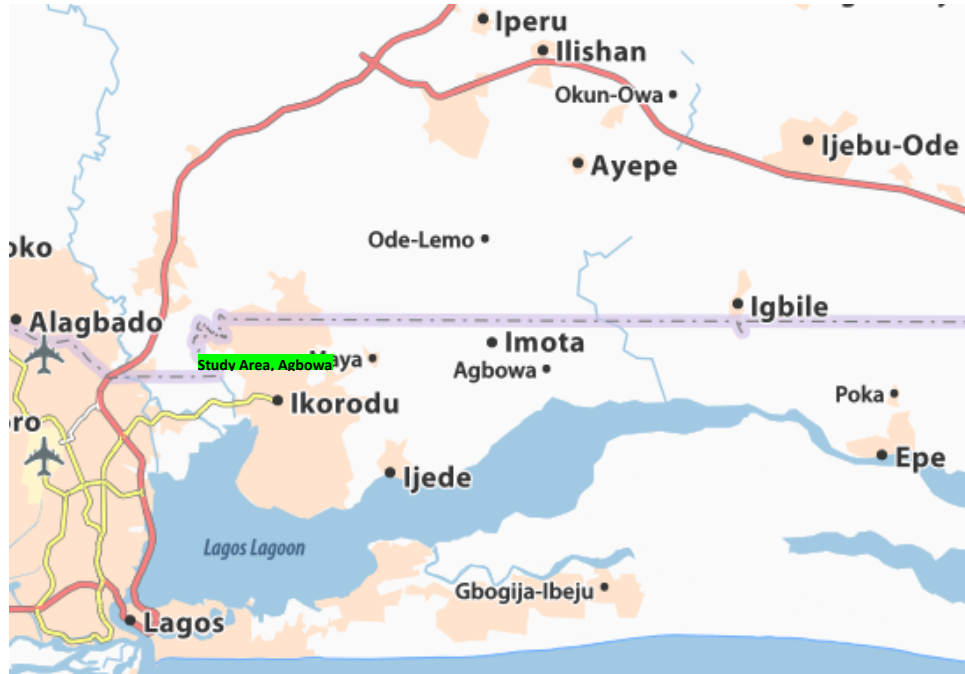 Iperu
Ilishan
Okun-Owa
Ijebu-Ode
Ayepe
Ode-Lemo
oko
Igbile
Alagbado
Imota
Study Area, Agbowa
Maya
Agbowa
Poka
Ikorodu
oro
Epe
Ijede
Lagos Lagoon
Gbogija-Ibeju
Lagos